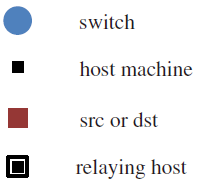 switch
host machine
src or dst
relaying host